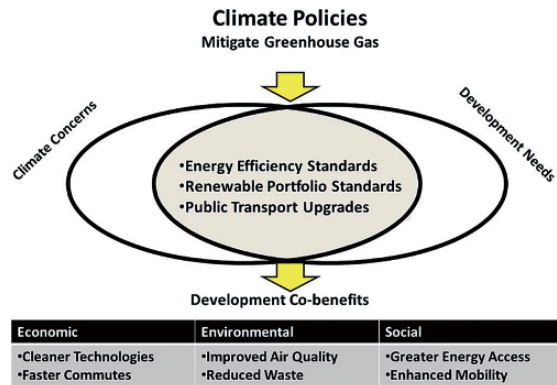 Climate Policies
Mitigate Greenhouse Gas
Climate Concerns
Development Needs
•Energy Efficiency Standards
•Renewable Portfolio Standards
•Public Transport Upgrades
Development Co-benefits
Economic Environmental Social
•Cleaner Technologies •Improved Air Quality •Greater Energy Access
•Faster Commutes •Reduced Waste •Enhanced Mobility